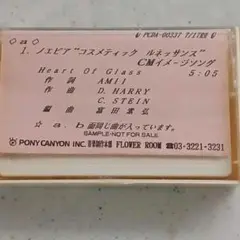 PCDA-00337 7/17発売
◇a◇
1. ノエビア"コスメティック ルネッサンス"
CMイメージソング
Heart Of Glass 5:05
作 詞 AMII
作 曲 D. HARRY
C. STEIN
編 曲 富田素弘
☆ a、b 面同じ曲が入っています。
SAMPLE・NOT FOR SALE
PONY CANYON INC. FLOWER ROOM ☎03-3221-3231